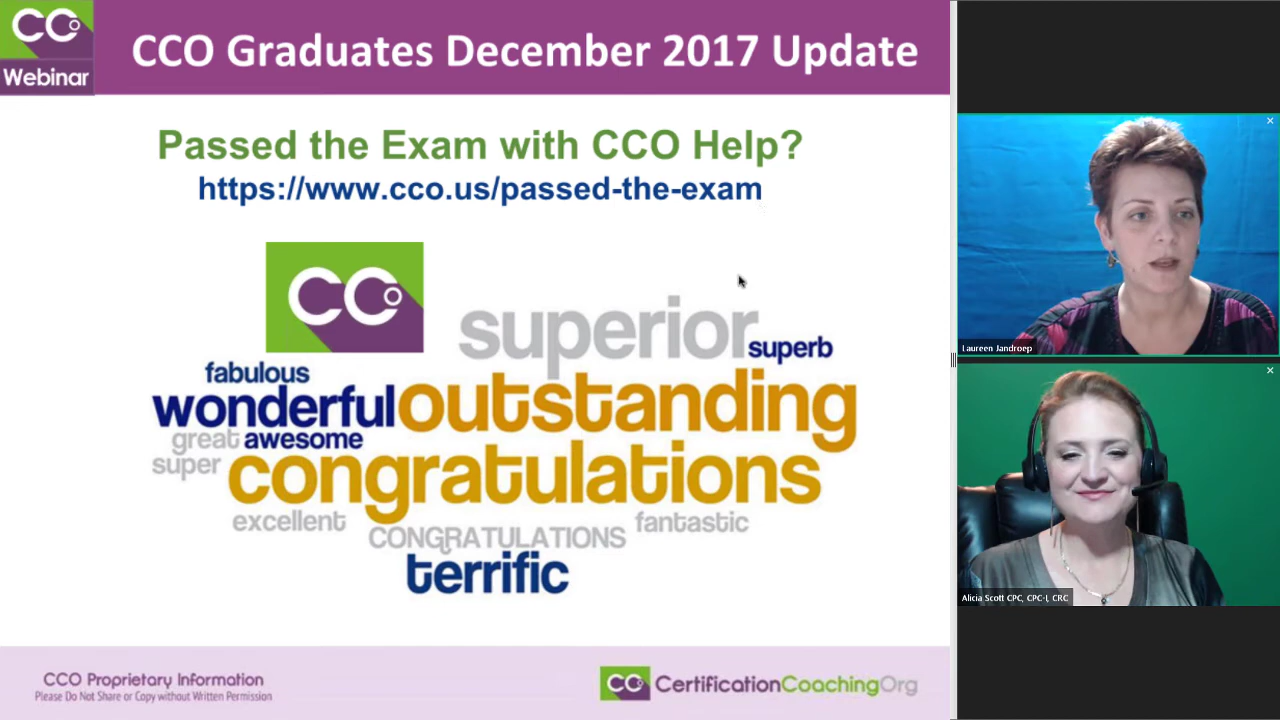 CCO
Webinar
CCO Graduates December 2017 Update
Passed the Exam with CCO Help?
https://www.cco.us/passed-the-exam
CCO
superior
superb
fabulous
wonderful outstanding
great awesome
super congratulations
excellent
CONGRATULATIONS
fantastic
terrific
CCO Proprietary Information
Please Do Not Share or Copy without Written Permission
CCO CertificationCoachingOrg
Laureen Jandroep
Alicia Scott CPC, CPC-I, CRC